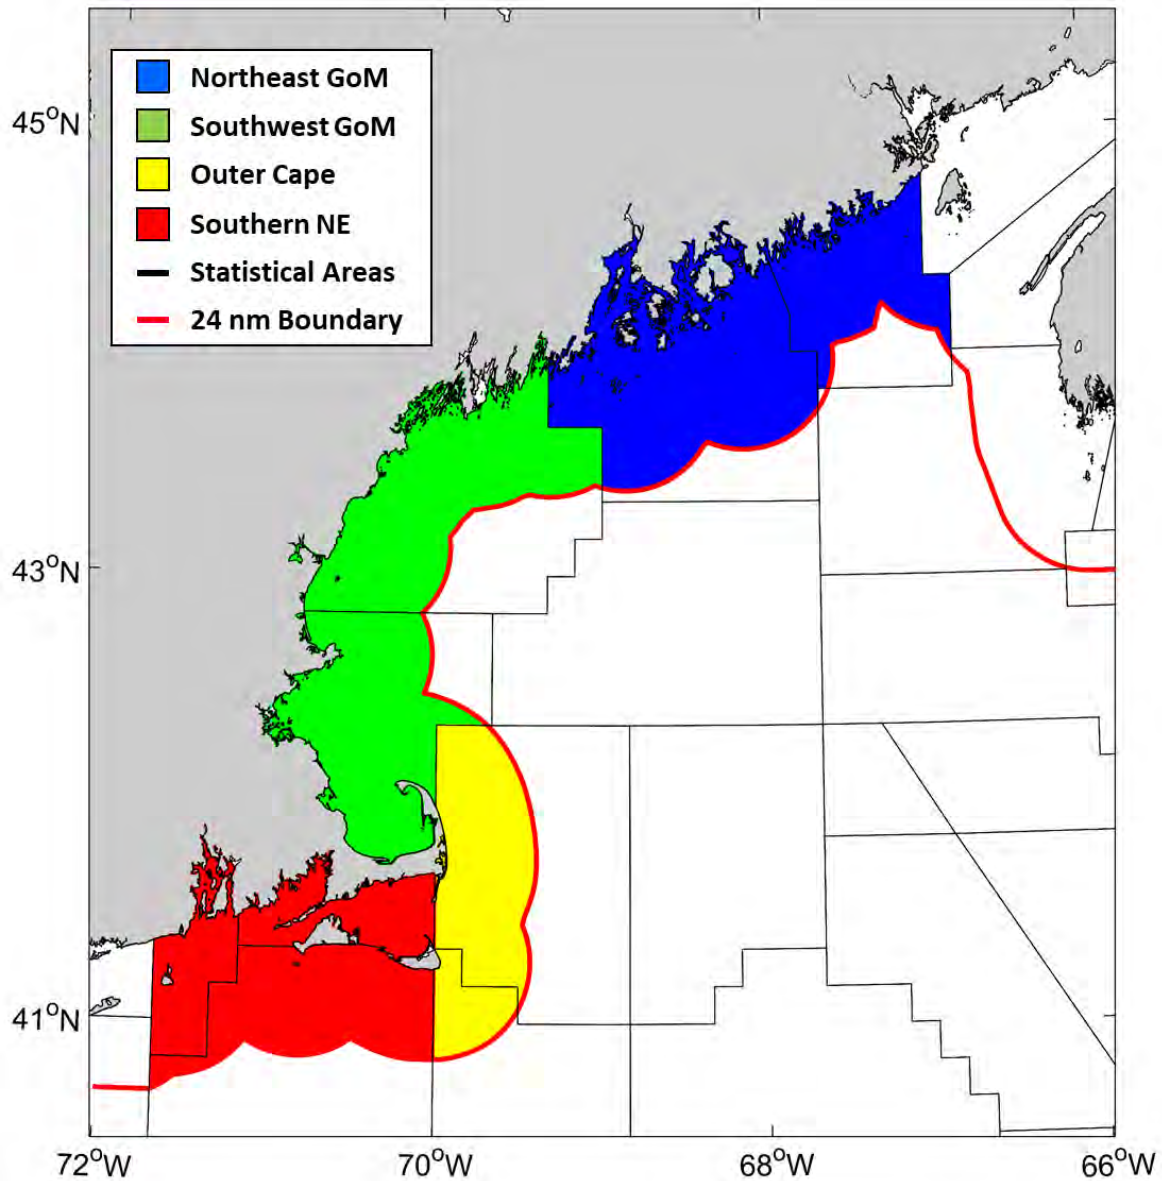 Northeast GoM
Southwest GoM
Outer Cape
Southern NE
Statistical Areas
24 nm Boundary
45°N
43°N
41°N
72°W 70°W 68°W 66°W